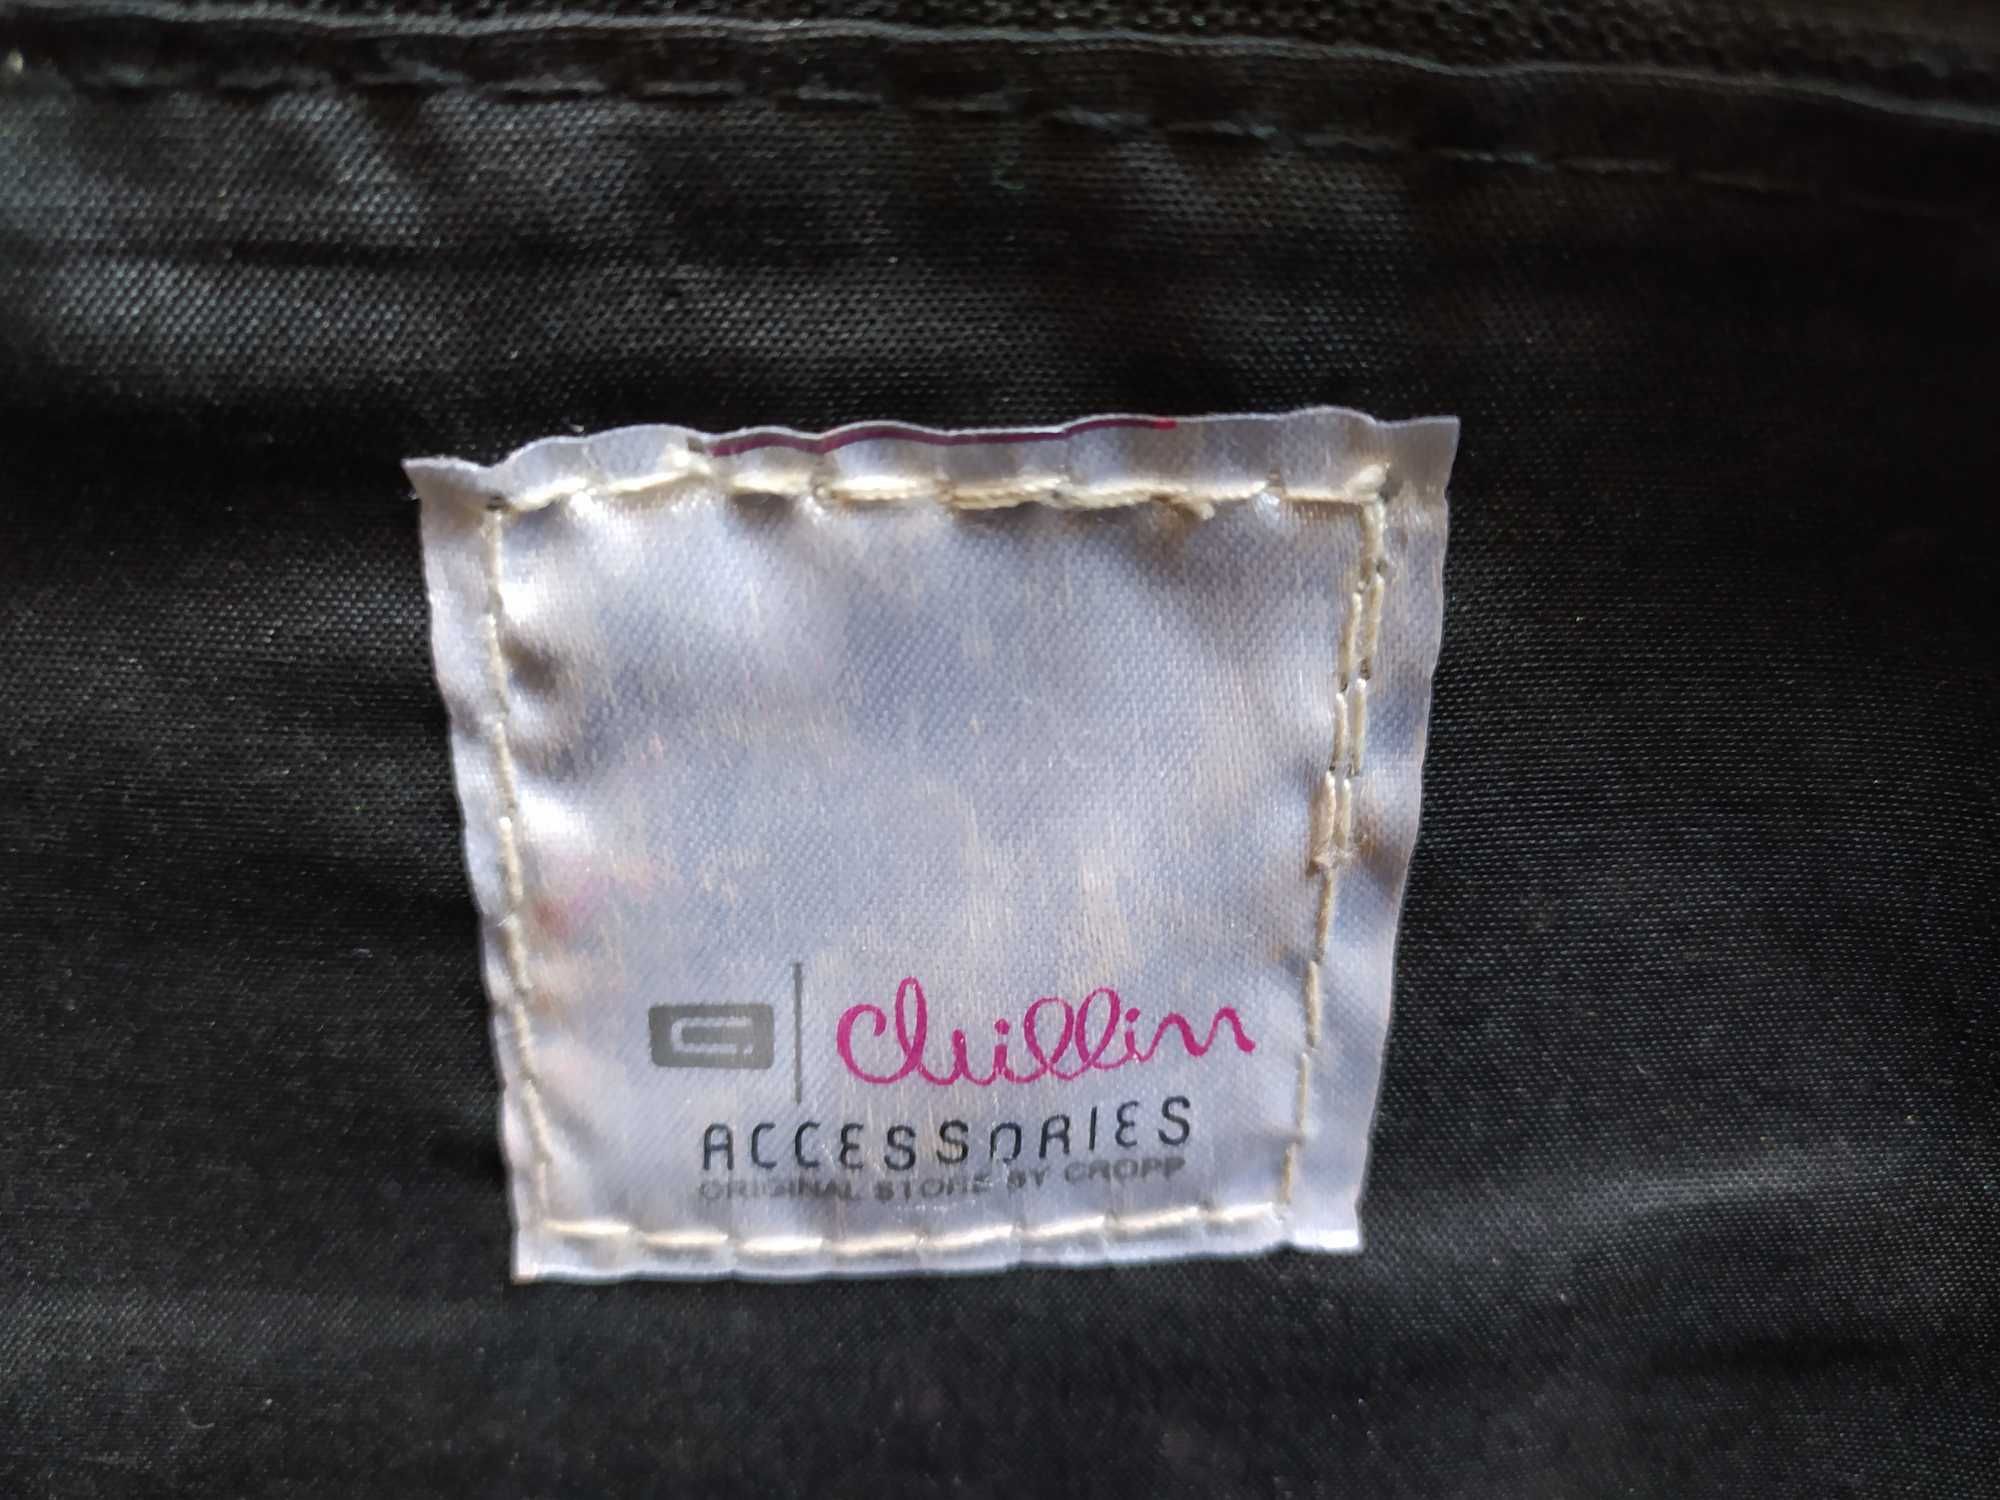 Chillin
ACCESSORIES
ORIGINAL STORE BY CROPP